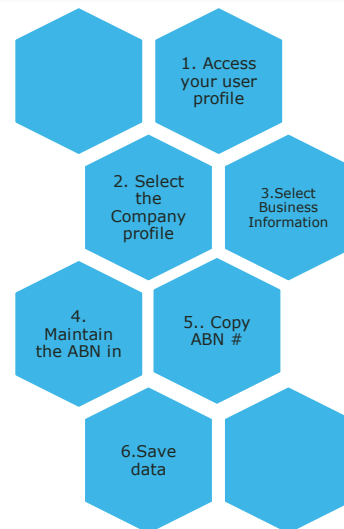 1. Access
your user
profile
2. Select
the
Company
profile
3.Select
Business
Information
4.
Maintain
the ABN in
5.. Copy
ABN #
6.Save
data